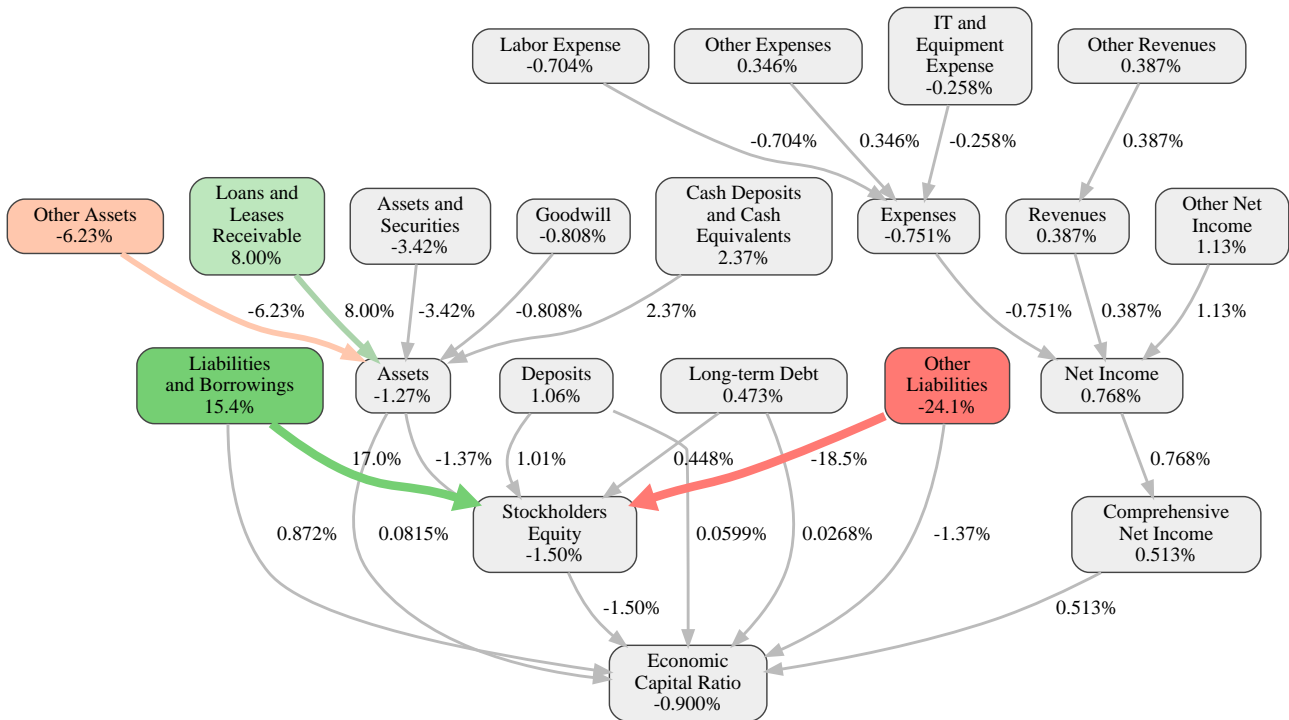 Labor Expense
-0.704%
Other Expenses
0.346%
IT and
Equipment
Expense
-0.258%
Other Revenues
0.387%
-0.704%
0.346%
-0.258%
0.387%
Other Assets
-6.23%
Loans and
Leases
Receivable
8.00%
Assets and
Securities
-3.42%
Goodwill
-0.808%
Cash Deposits
and Cash
Equivalents
2.37%
Expenses
-0.751%
Revenues
0.387%
Other Net
Income
1.13%
-6.23%
8.00%
-3.42%
-0.808%
2.37%
-0.751%
0.387%
1.13%
Liabilities
and Borrowings
15.4%
Assets
-1.27%
Deposits
1.06%
Long-term Debt
0.473%
Other
Liabilities
-24.1%
Net Income
0.768%
17.0%
-1.37%
1.01%
0.448%
-18.5%
0.768%
Stockholders
Equity
-1.50%
Comprehensive
Net Income
0.513%
0.872%
0.0815%
0.0599%
0.0268%
-1.37%
-1.50%
0.513%
Economic
Capital Ratio
-0.900%